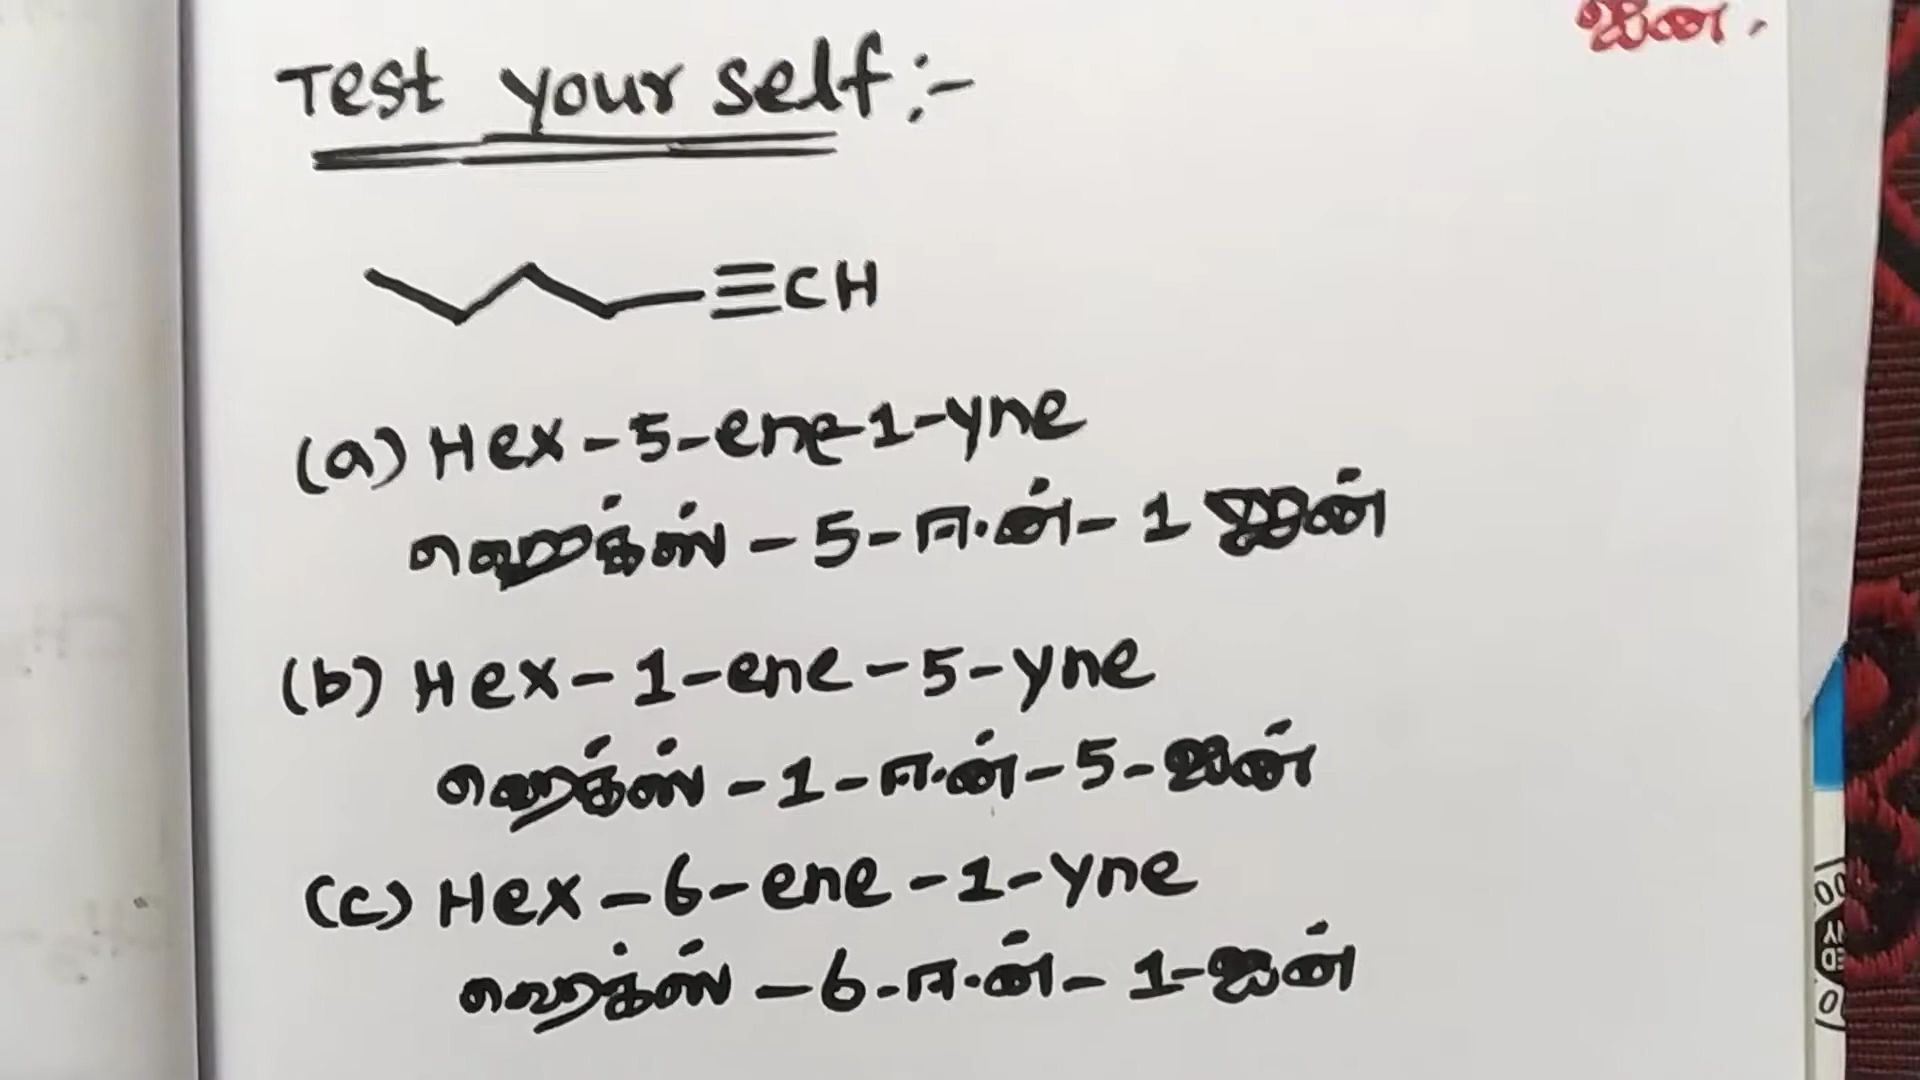 ஐன்.
Test your self:-
≡CH
(a) Hex-5-ene-1-yne
ஹெக்ஸ்-5-ஈ.ன்-1 ஐன்
(b) Hex-1-ene-5-yne
ஹெக்ஸ்-1-ஈ.ன்-5-ஐன்
(c) Hex-6-ene-1-yne
ஹெக்ஸ்-6-ஈ.ன்-1-ஐன்